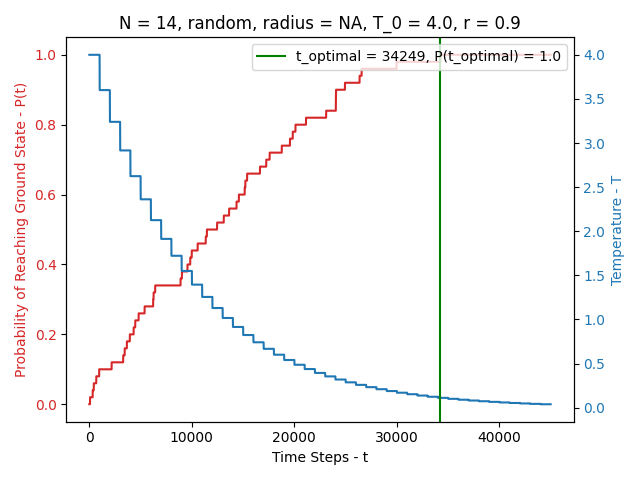 N = 14, random, radius = NA, T_0 = 4.0, r = 0.9
t_optimal = 34249, P(t_optimal) = 1.0
Probability of Reaching Ground State - P(t)
1.0
0.8
0.6
0.4
0.2
0.0
4.0
3.5
3.0
2.5
2.0
1.5
1.0
0.5
0.0
Temperature - T
0 10000 20000 30000 40000
Time Steps - t